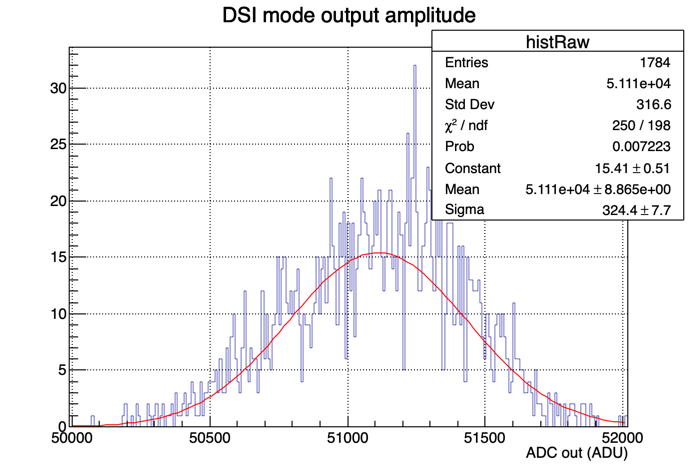 DSI mode output amplitude
histRaw
Entries 1784
Mean 5.111e+04
Std Dev 316.6
χ² / ndf 250 / 198
Prob 0.007223
Constant 15.41 ± 0.51
Mean 5.111e+04 ± 8.865e+00
Sigma 324.4 ± 7.7
30
25
20
15
10
5
0
50000 50500 51000 51500 52000
ADC out (ADU)